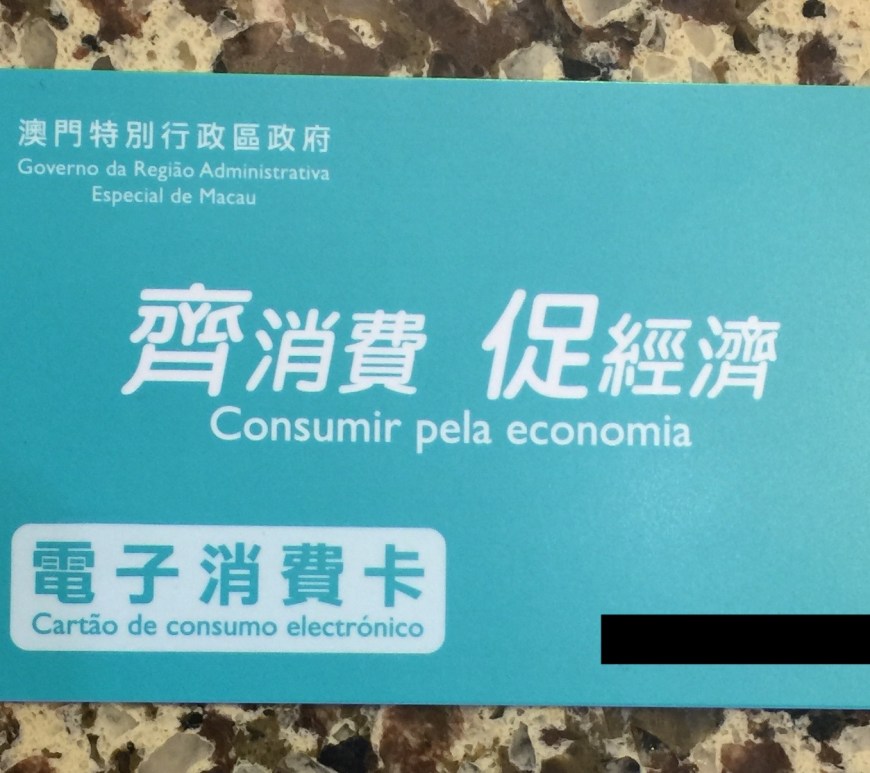 澳門特別行政區政府
Governo da Região Administrativa
Especial de Macau
齊消費 促經濟
Consumir pela economia
電子消費卡
Cartão de consumo electrónico